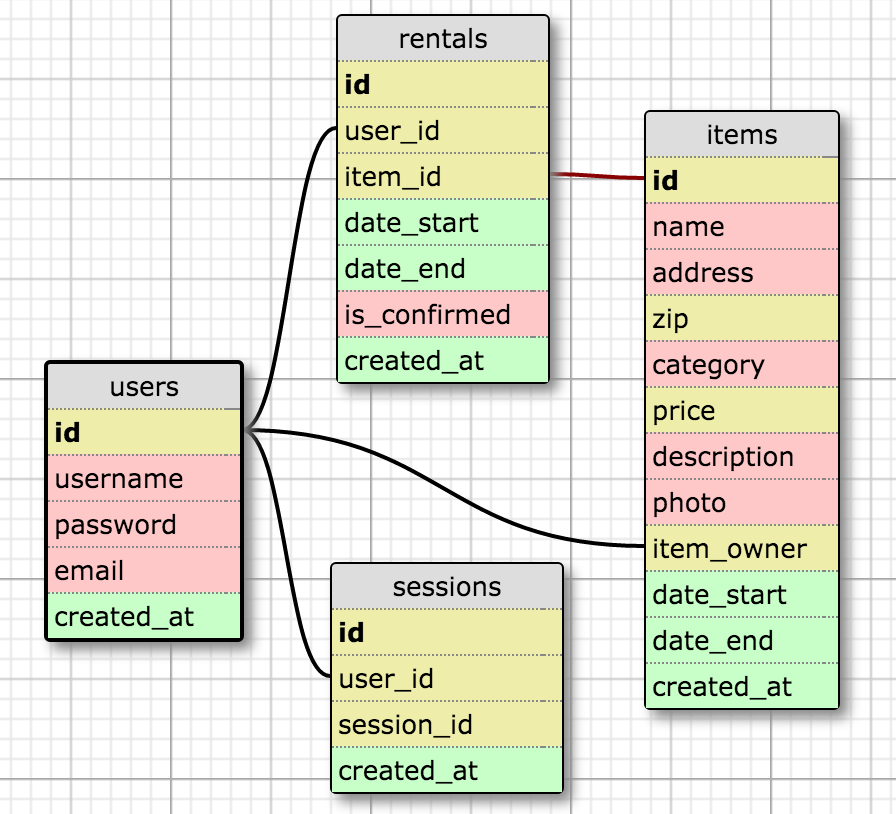 rentals
id
user_id
item_id
date_start
date_end
is_confirmed
created_at
items
id
name
address
zip
category
price
description
photo
item_owner
date_start
date_end
created_at
users
id
username
password
email
created_at
sessions
id
user_id
session_id
created_at